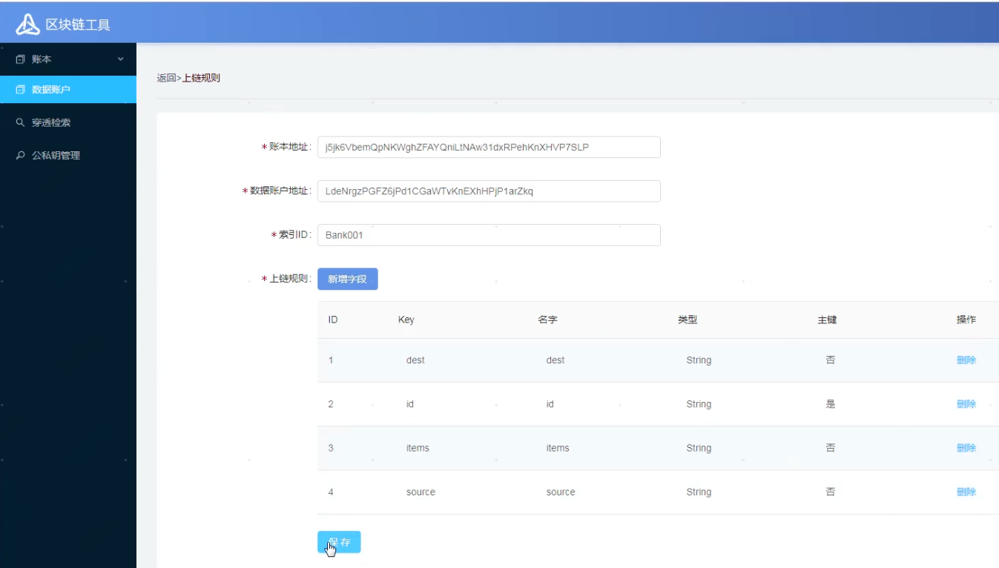 区块链工具
账本
数据账户
穿透检索
公私钥管理
返回>上链规则
* 账本地址: j5jk6VbemQpNKWghZFAYQniLtNAw31dxRPehKnXHVP7SLP
* 数据账户地址: LdeNrgzPGFZ6jPd1CGaWTvKnEXhHPjP1arZkq
* 索引ID: Bank001
* 上链规则: 新增字段
ID Key 名字 类型 主键 操作
1 dest dest String 否 删除
2 id id String 是 删除
3 items items String 否 删除
4 source source String 否 删除
保存